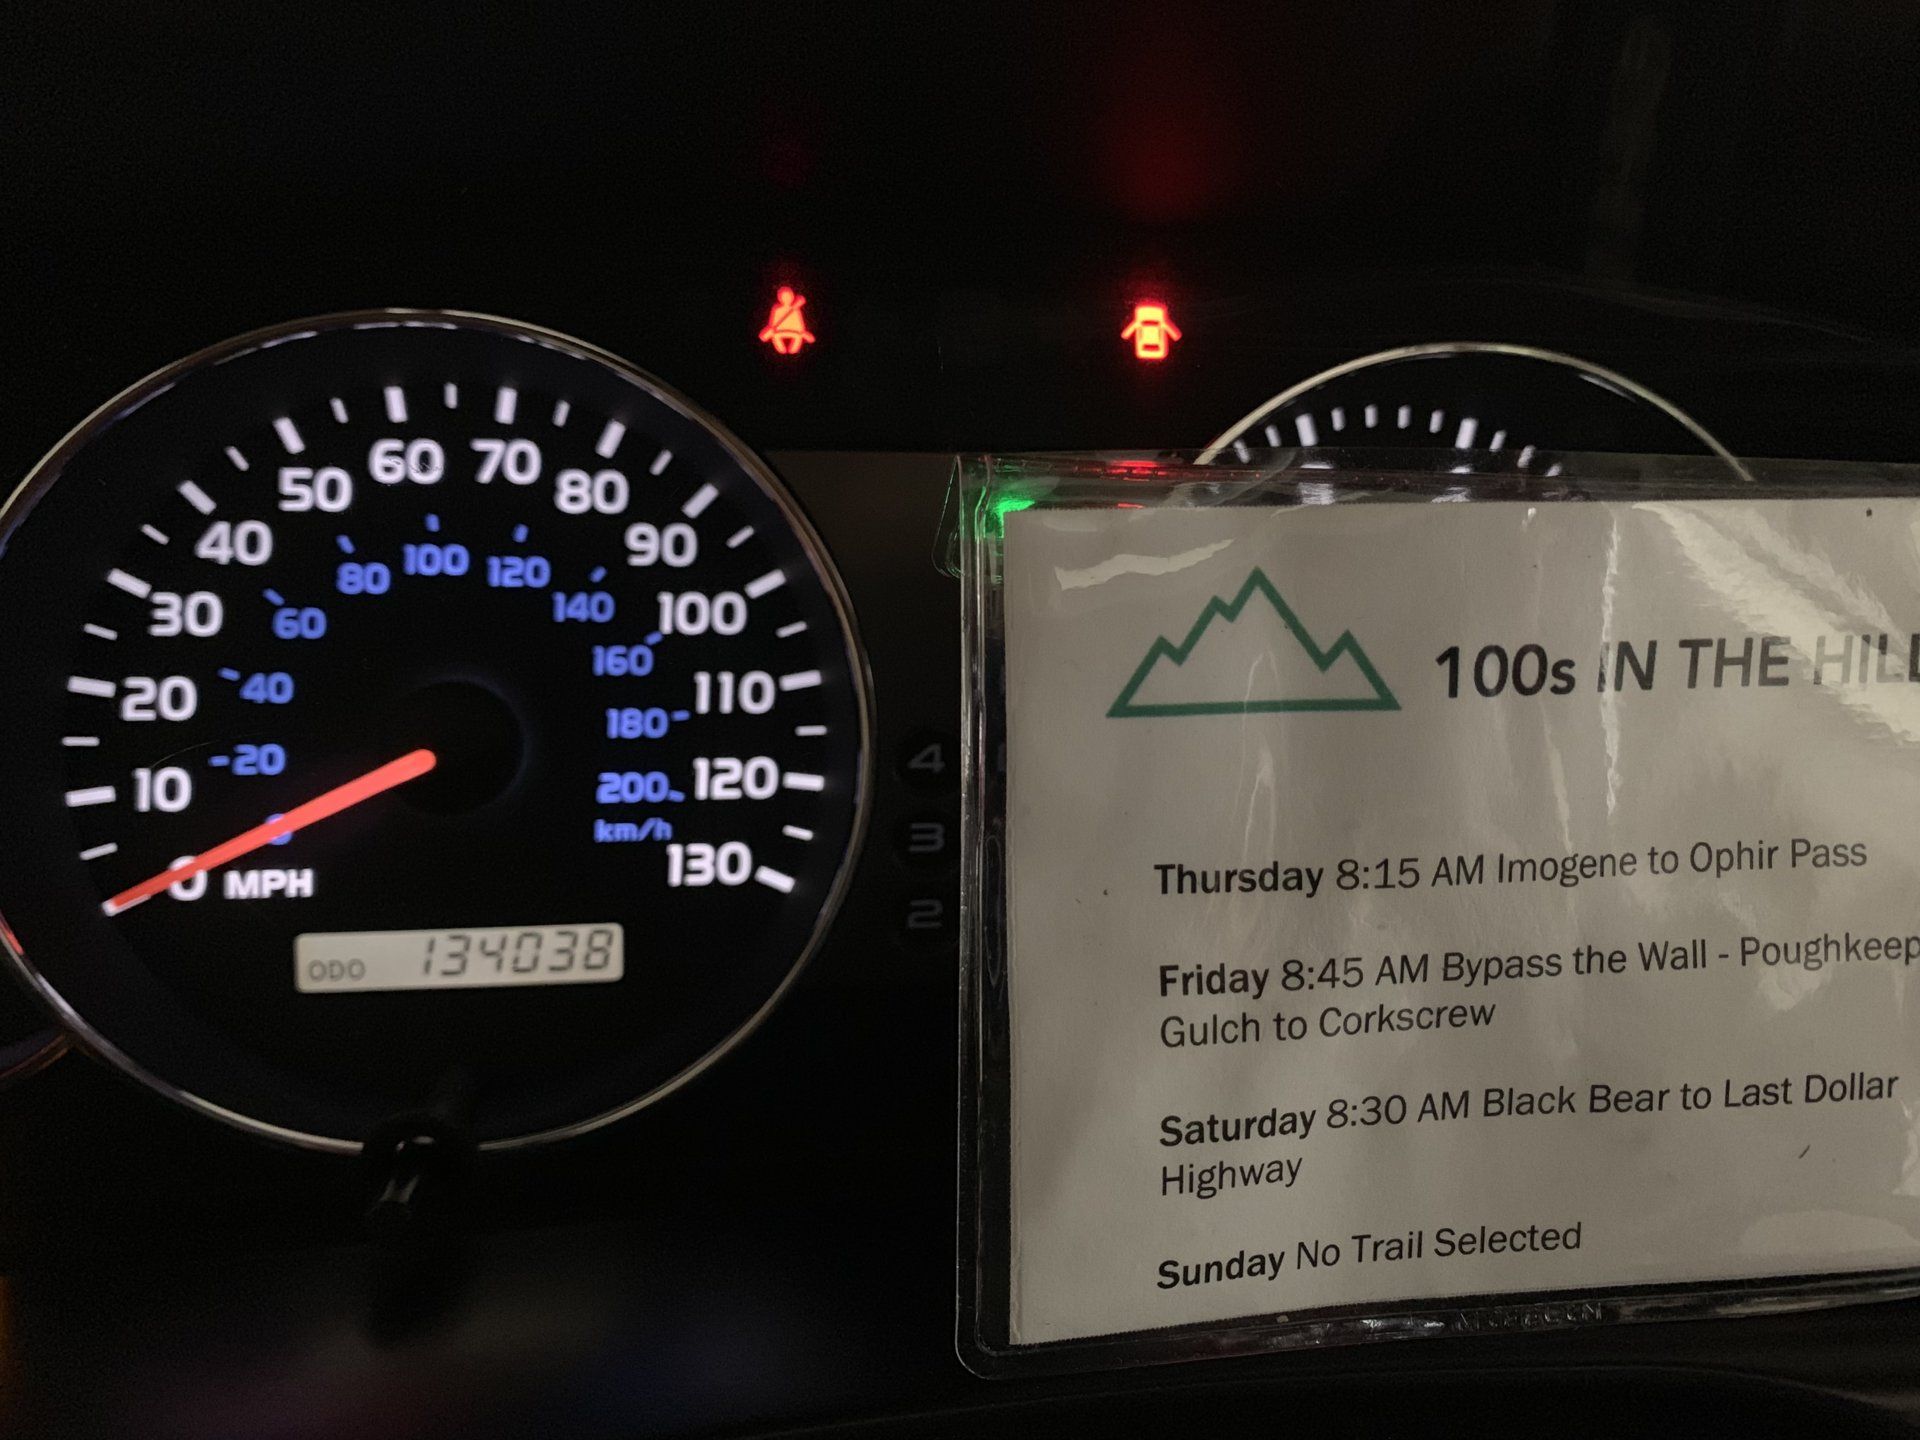 60 70
50 80
40 90
30 100
20 110
10 120
0 MPH 130
80 100 120
60 140
40 160
20 180
0 200
km/h
ODO 134038
4
3
2
100s IN THE HILL
Thursday 8:15 AM Imogene to Ophir Pass
Friday 8:45 AM Bypass the Wall - Poughkeep
Gulch to Corkscrew
Saturday 8:30 AM Black Bear to Last Dollar
Highway
Sunday No Trail Selected